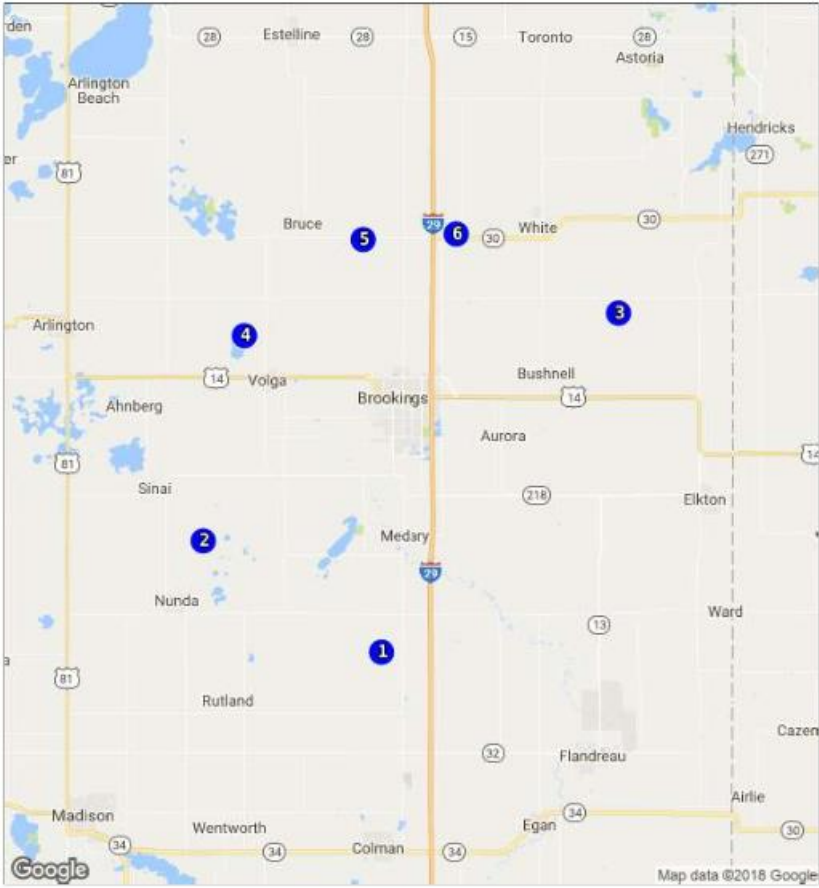 den
28
Estelline
28
15
Toronto
28
Astoria
Arlington
Beach
Hendricks
er
81
271
Bruce
5
29
6
30
White
30
3
Arlington
4
14
Volga
Bushnell
Brookings
14
Ahnberg
Aurora
81
14
Sinai
218
Elkton
2
Medary
29
Nunda
Ward
13
1
81
Rutland
Cazen
32
Flandreau
Airlie
Madison
34
Wentworth
Egan
30
34
34
Colman
34
Google
Map data ©2018 Google